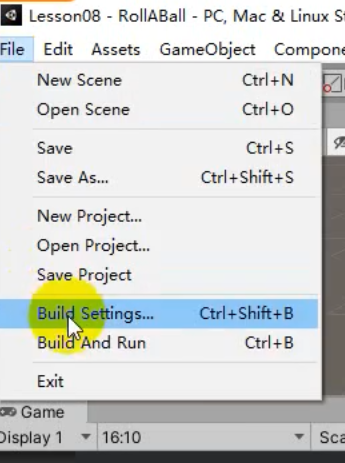 Lesson08 - RollABall - PC, Mac & Linux St
File Edit Assets GameObject Compone
New Scene Ctrl+N
Open Scene Ctrl+O
Save Ctrl+S
Save As... Ctrl+Shift+S
New Project...
Open Project...
Save Project
Build Settings... Ctrl+Shift+B
Build And Run Ctrl+B
Exit
Game
Display 1 16:10 Sca